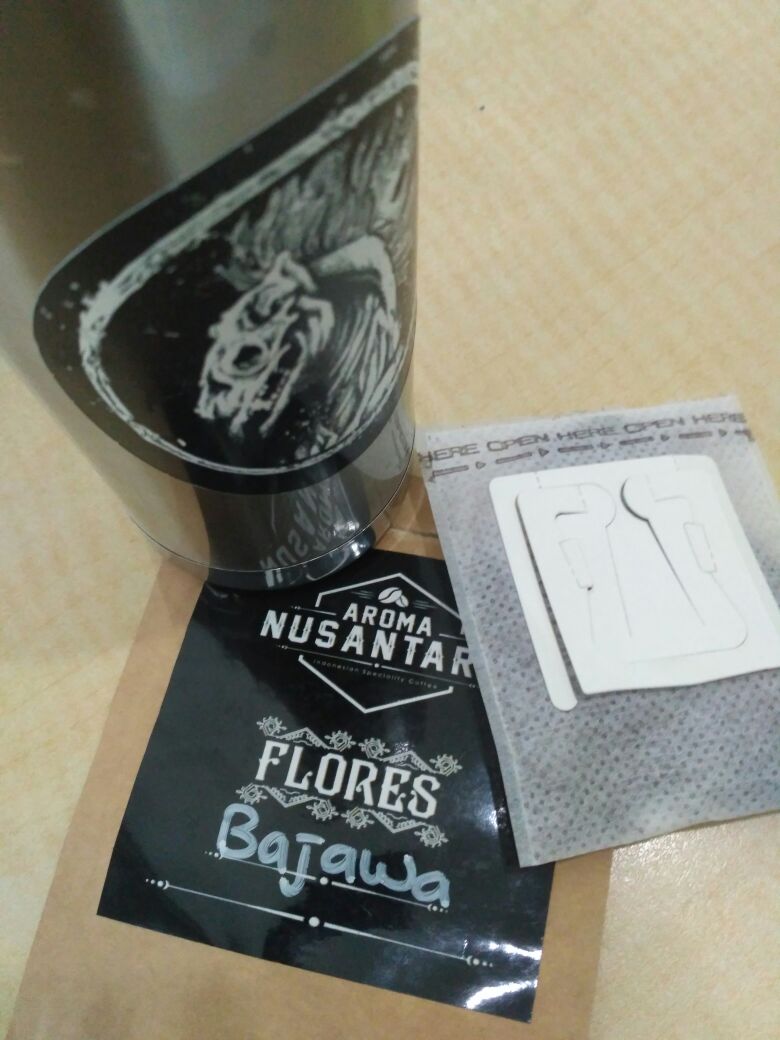 HERE OPEN HERE OPEN HERE
AROMA
NUSANTAR
Indonesian Speciality Coffee
FLORES
Bajawa